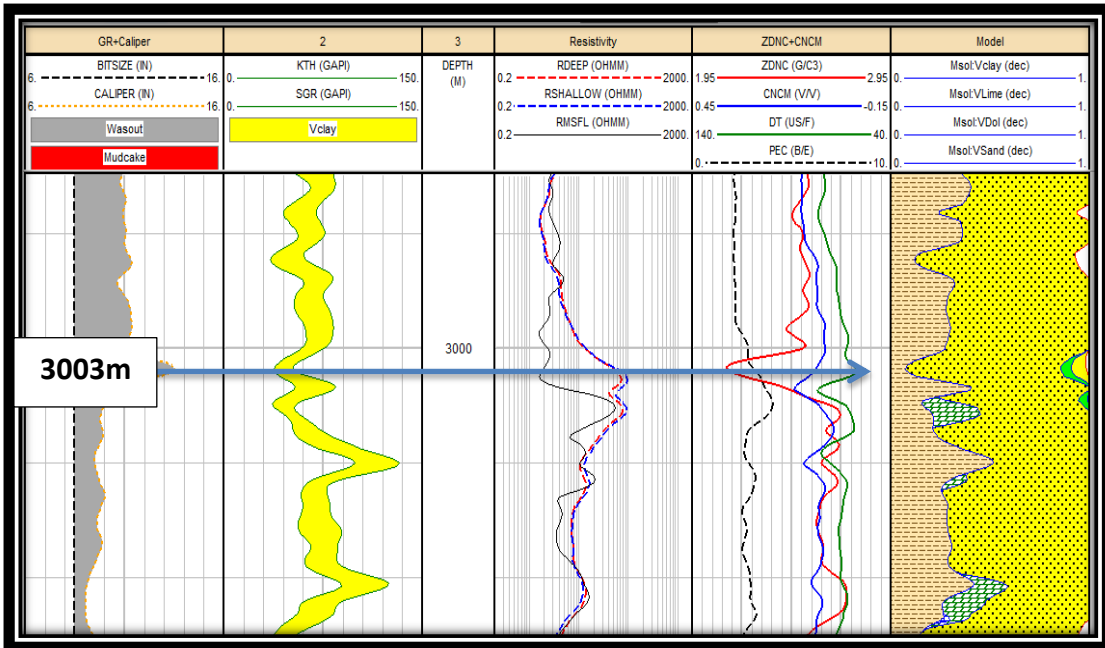 GR+Caliper 2 3 Resistivity ZDNC+CNCM Model
BITSIZE (IN)
6. 16.
CALIPER (IN)
6. 16.
Wasout
Mudcake
KTH (GAPI)
0. 150.
SGR (GAPI)
0. 150.
Vclay
DEPTH
(M)
RDEEP (OHMM)
0.2 2000.
RSHALLOW (OHMM)
0.2 2000.
RMSFL (OHMM)
0.2 2000.
ZDNC (G/C3)
1.95 2.95
CNCM (V/V)
0.45 -0.15
DT (US/F)
140. 40.
PEC (B/E)
0. 10.
Msol:Vclay (dec)
0. 1.
Msol:VLime (dec)
0. 1.
Msol:VDol (dec)
0. 1.
Msol:VSand (dec)
0. 1.
3000
3003m